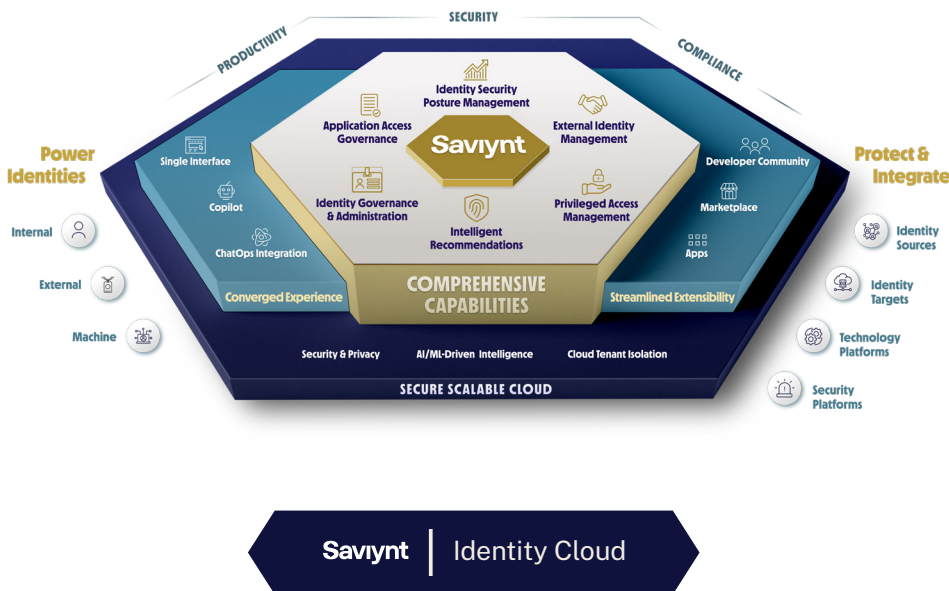 SECURITY
PRODUCTIVITY
COMPLIANCE
Power
Identities
Internal
External
Machine
Single Interface
Copilot
ChatOps Integration
Converged Experience
Identity Security
Posture Management
Application Access
Governance
External Identity
Management
Saviynt
Identity Governance
& Administration
Privileged Access
Management
Intelligent
Recommendations
COMPREHENSIVE
CAPABILITIES
Developer Community
Marketplace
Apps
Streamlined Extensibility
Protect &
Integrate
Identity
Sources
Identity
Targets
Technology
Platforms
Security
Platforms
Security & Privacy
AI/ML-Driven Intelligence
Cloud Tenant Isolation
SECURE SCALABLE CLOUD
Saviynt | Identity Cloud